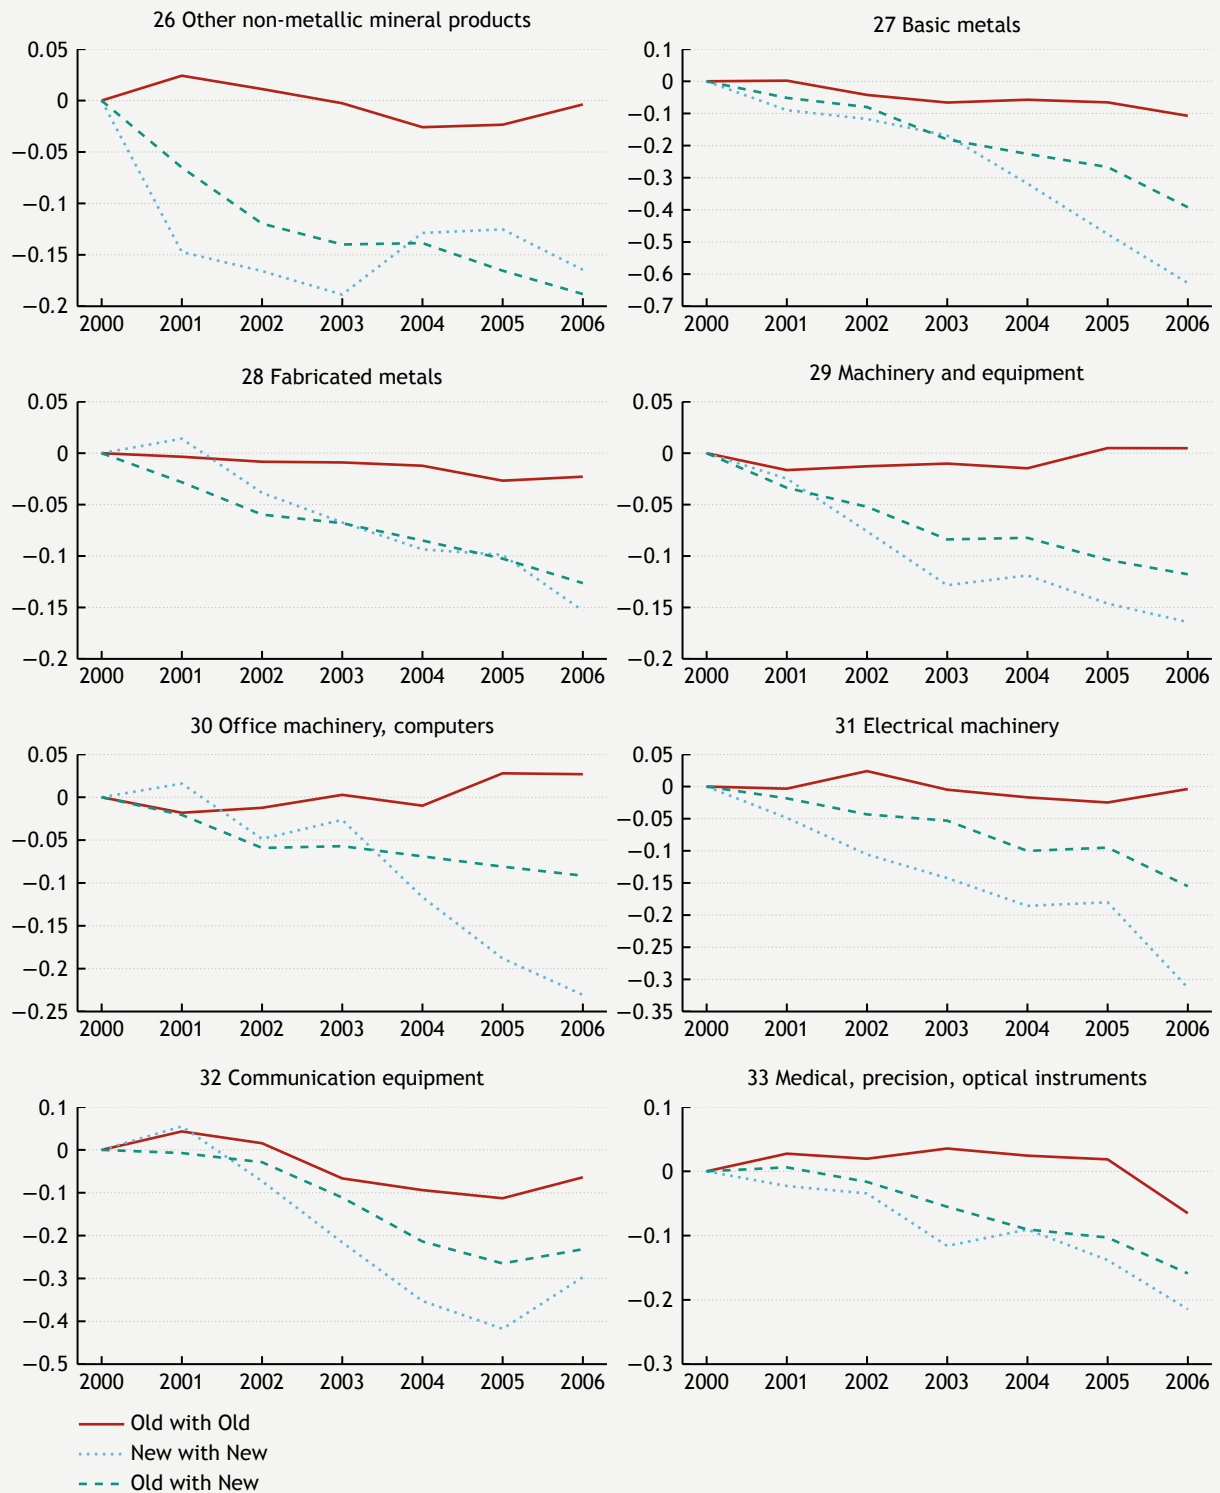 26 Other non-metallic mineral products
0.05
0
−0.05
−0.1
−0.15
−0.2
2000 2001 2002 2003 2004 2005 2006
27 Basic metals
0.1
0
−0.1
−0.2
−0.3
−0.4
−0.5
−0.6
−0.7
2000 2001 2002 2003 2004 2005 2006
28 Fabricated metals
0.05
0
−0.05
−0.1
−0.15
−0.2
2000 2001 2002 2003 2004 2005 2006
29 Machinery and equipment
0.05
0
−0.05
−0.1
−0.15
−0.2
2000 2001 2002 2003 2004 2005 2006
30 Office machinery, computers
0.05
0
−0.05
−0.1
−0.15
−0.2
−0.25
2000 2001 2002 2003 2004 2005 2006
31 Electrical machinery
0.05
0
−0.05
−0.1
−0.15
−0.2
−0.25
−0.3
−0.35
2000 2001 2002 2003 2004 2005 2006
32 Communication equipment
0.1
0
−0.1
−0.2
−0.3
−0.4
−0.5
2000 2001 2002 2003 2004 2005 2006
33 Medical, precision, optical instruments
0.1
0
−0.1
−0.2
−0.3
2000 2001 2002 2003 2004 2005 2006
Old with Old
New with New
Old with New